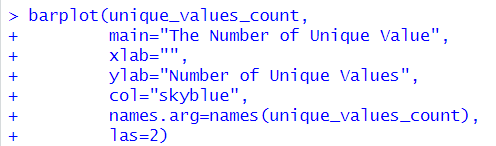 > barplot(unique_values_count,
+         main="The Number of Unique Value",
+         xlab="",
+         ylab="Number of Unique Values",
+         col="skyblue",
+         names.arg=names(unique_values_count),
+         las=2)